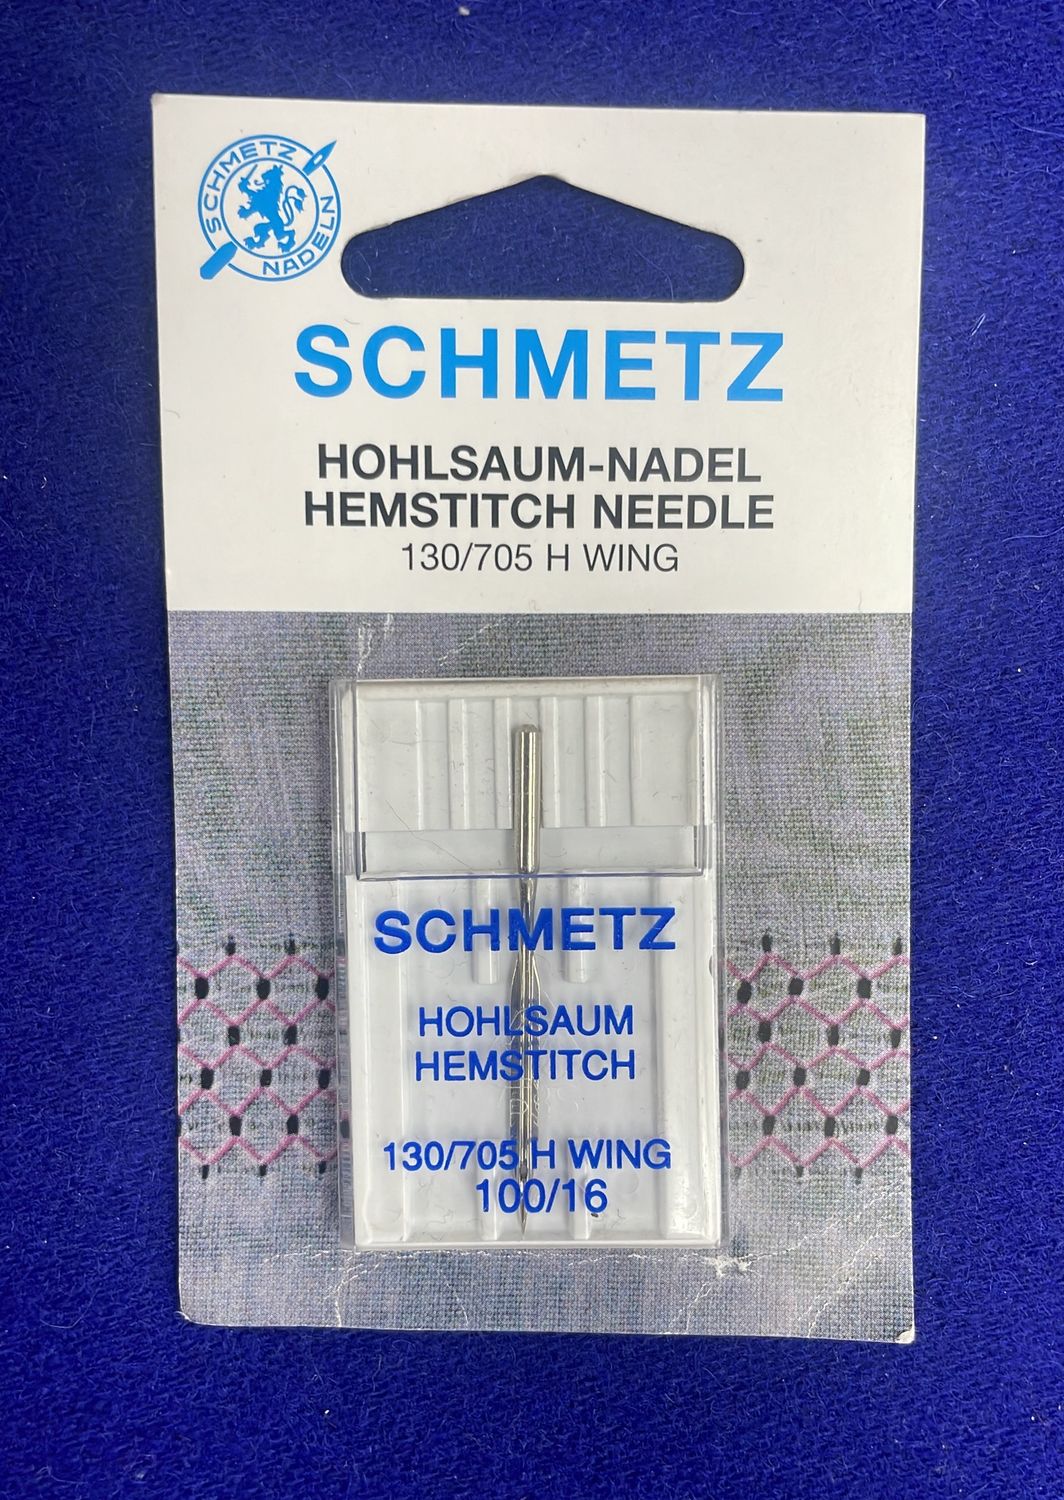 SCHMETZ
NADELN
SCHMETZ
HOHLSAUM-NADEL
HEMSTITCH NEEDLE
130/705 H WING
SCHMETZ
HOHLSAUM
HEMSTITCH
130/705 H WING
100/16